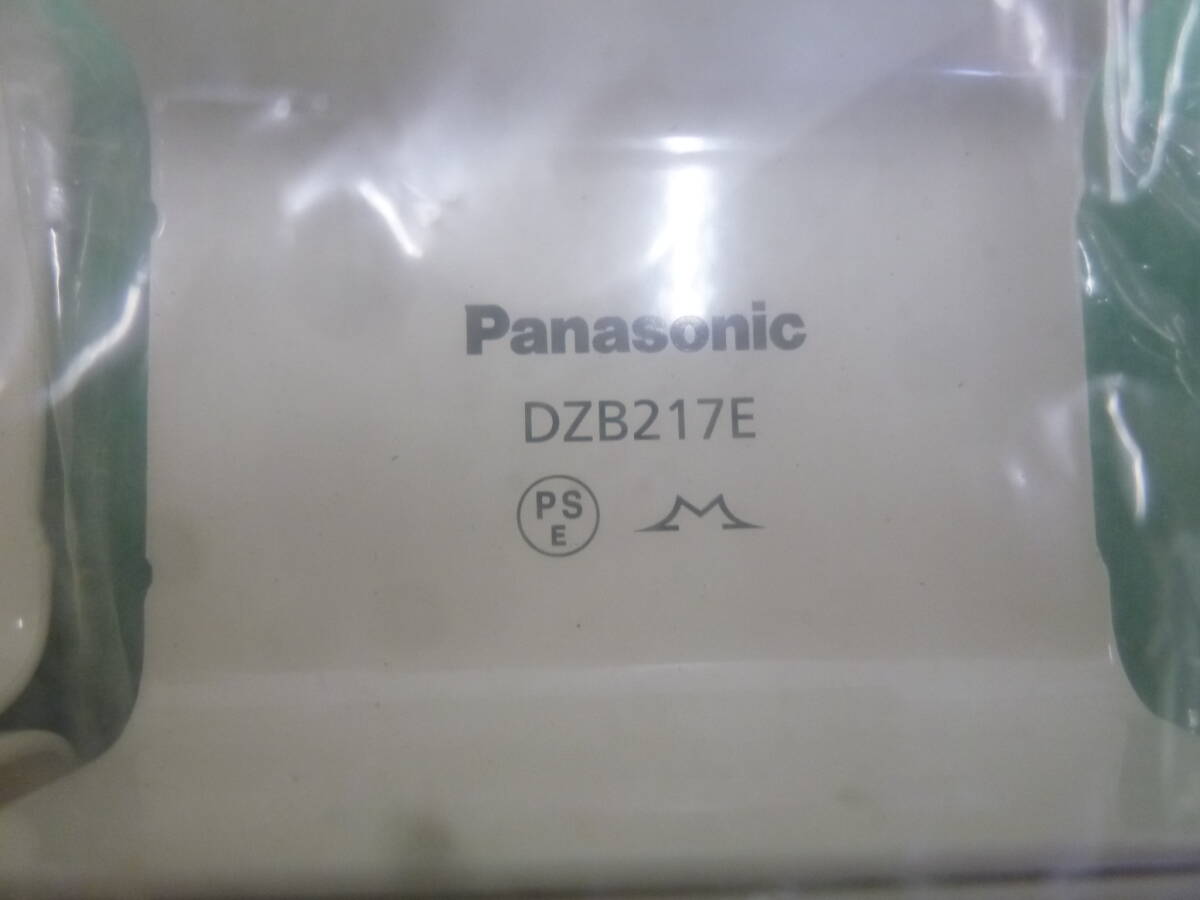 Panasonic
DZB217E
PS
E